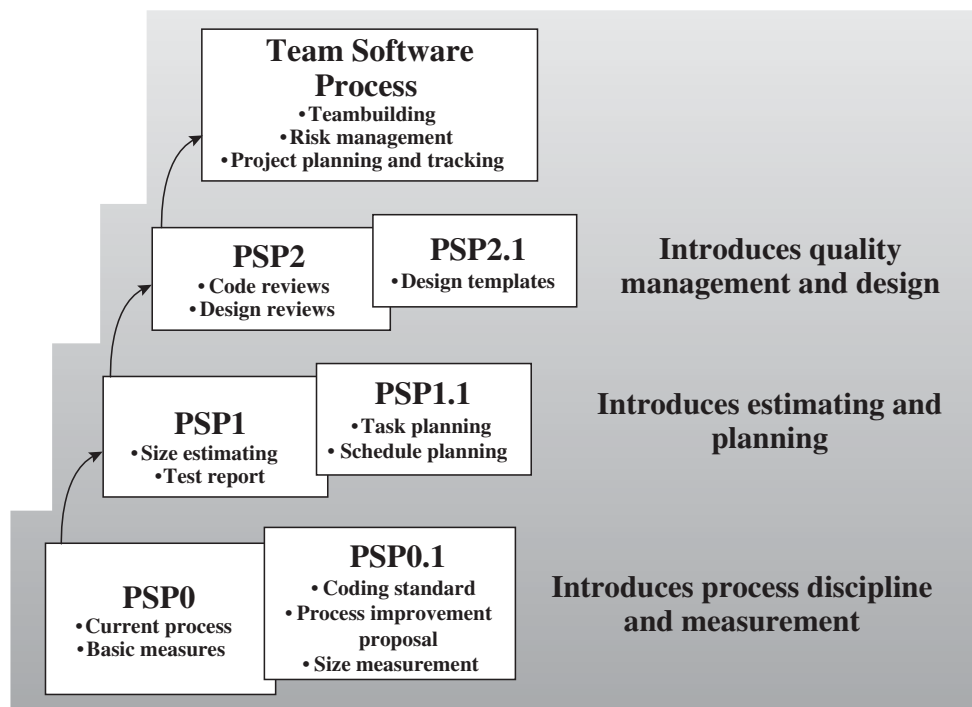 Team Software
Process
• Teambuilding
• Risk management
• Project planning and tracking
PSP2
• Code reviews
• Design reviews
PSP2.1
• Design templates
Introduces quality
management and design
PSP1
• Size estimating
• Test report
PSP1.1
• Task planning
• Schedule planning
Introduces estimating and
planning
PSP0
• Current process
• Basic measures
PSP0.1
• Coding standard
• Process improvement
proposal
• Size measurement
Introduces process discipline
and measurement